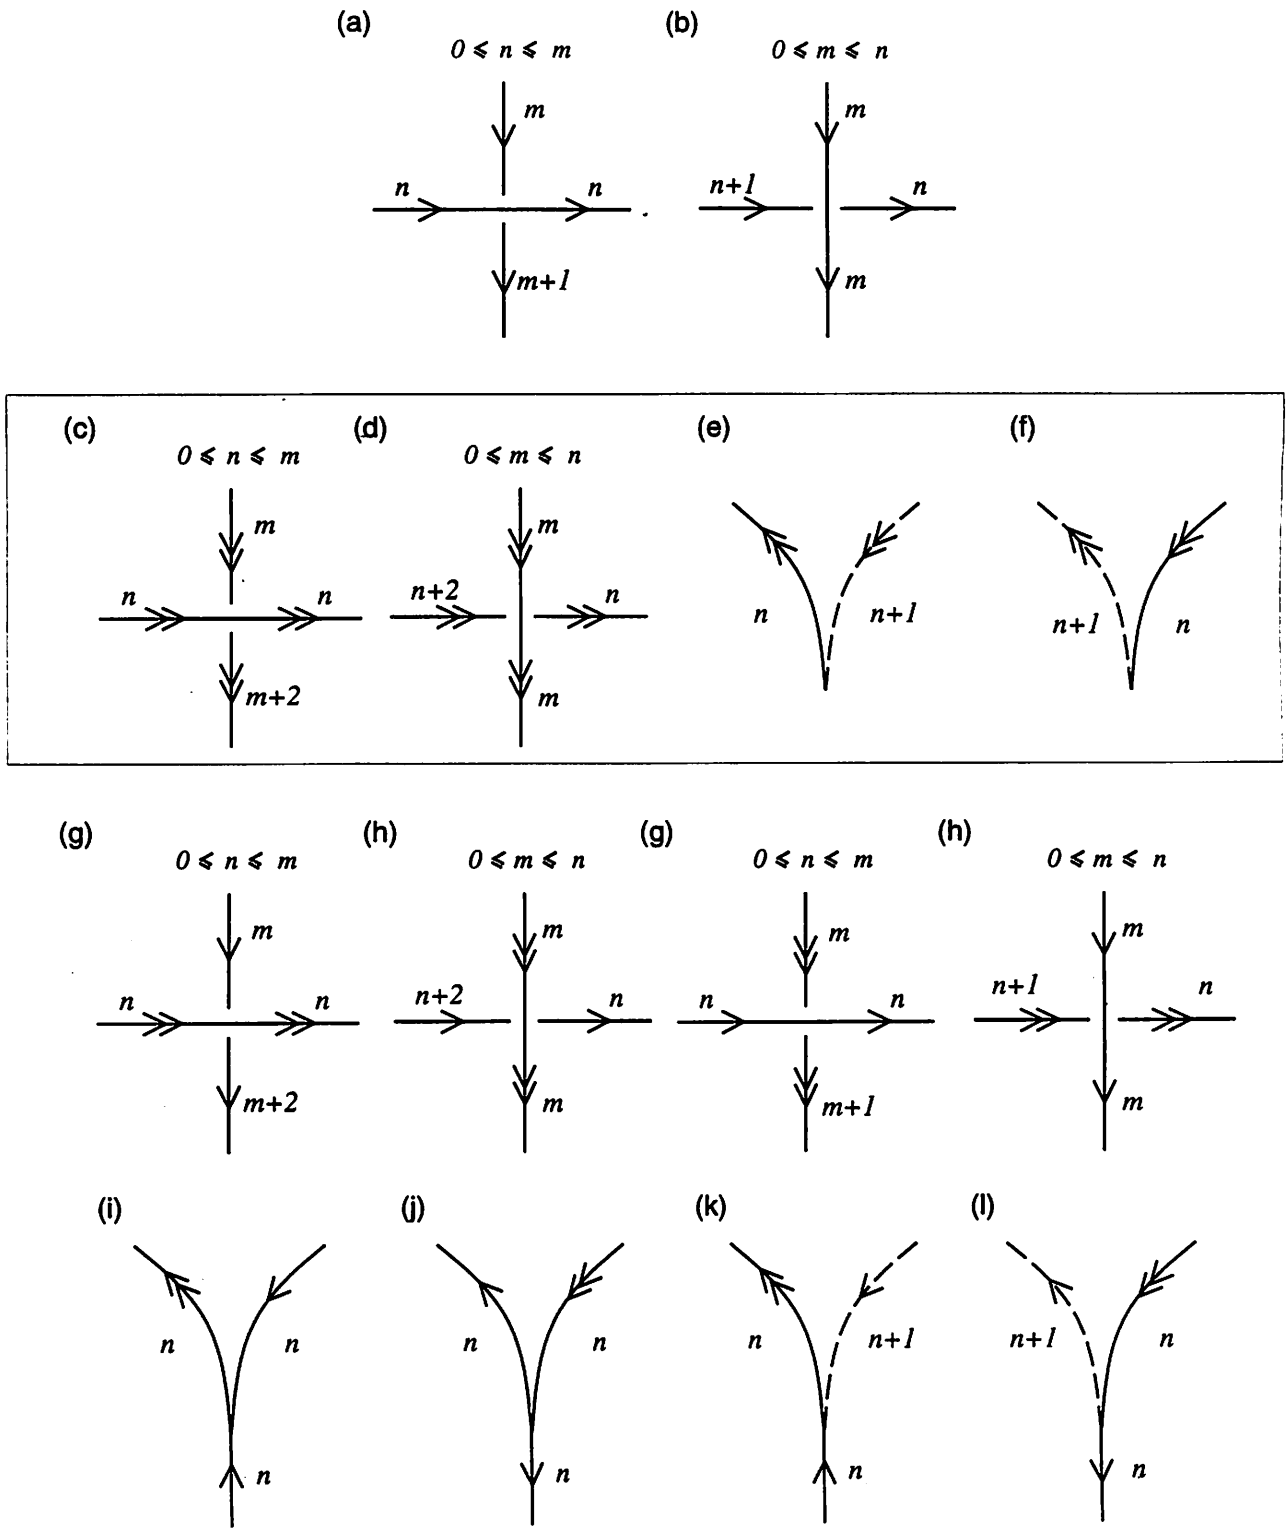 (a) (b)
0 ⩽ n ⩽ m 0 ⩽ m ⩽ n
m m
n n n+1 n
m+1 m
(c) (d) (e) (f)
0 ⩽ n ⩽ m 0 ⩽ m ⩽ n
m m
n n n+2 n n n+1 n+1 n
m+2 m
(g) (h) (g) (h)
0 ⩽ n ⩽ m 0 ⩽ m ⩽ n 0 ⩽ n ⩽ m 0 ⩽ m ⩽ n
m m m m
n n n+2 n n n n+1 n
m+2 m m+1 m
(i) (j) (k) (l)
n n n n n n+1 n+1 n
n n n n